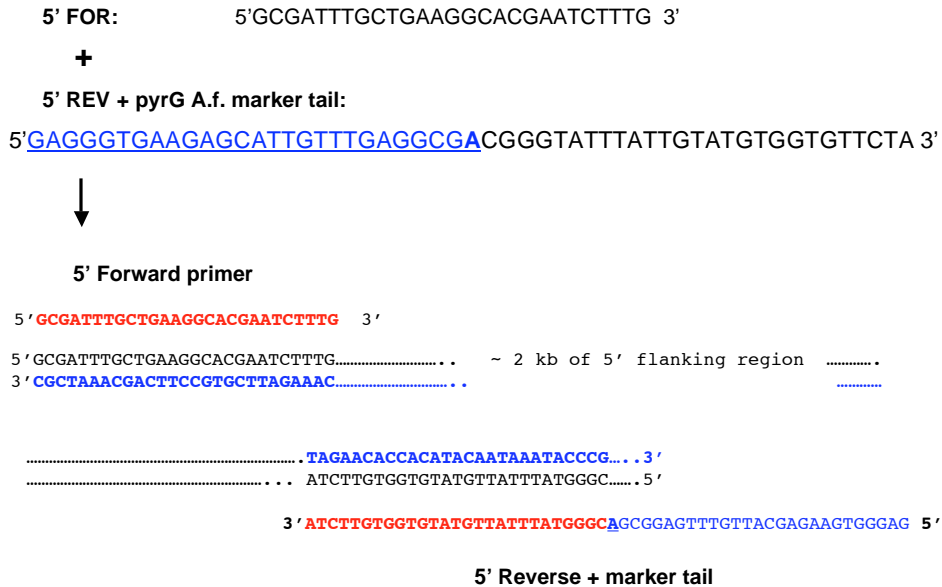 5' FOR: 5'GCGATTTGCTGAAGGCACGAATCTTTG 3'
+
5' REV + pyrG A.f. marker tail:
5'GAGGGTGAAGAGCATTGTTTGAGGCGACGGGTATTTATTGTATGTGGTGTTCTA 3'
5' Forward primer
5'GCGATTTGCTGAAGGCACGAATCTTTG 3'
5'GCGATTTGCTGAAGGCACGAATCTTTG……………………….. ~ 2 kb of 5' flanking region ………….
3'CGCTAAACGACTTCCGTGCTTAGAAAC………………………….. …………
……………………………………………………………….TAGAACACCACATACAATAAATACCCG…..3'
………………………………………………………... ATCTTGTGGTGTATGTTATTTATGGGC…….5'
3'ATCTTGTGGTGTATGTTATTTATGGGCAGCGGAGTTTGTTACGAGAAGTGGGAG 5'
5' Reverse + marker tail